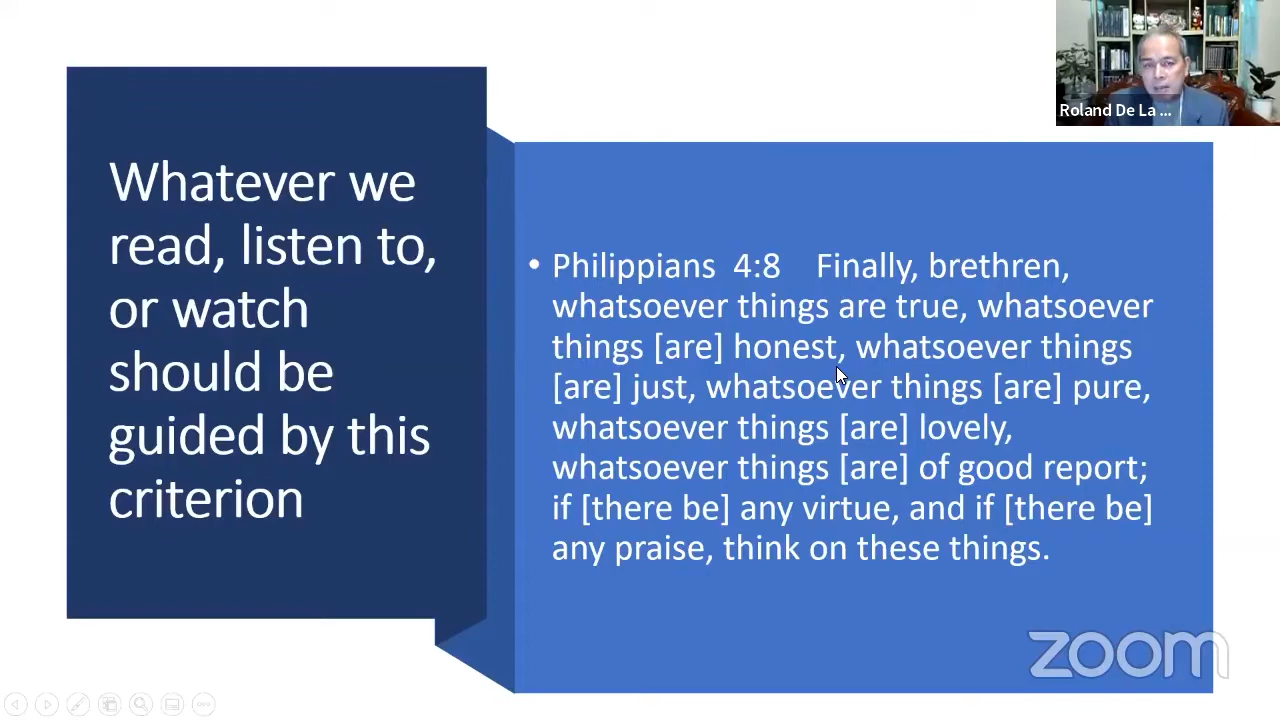 Roland De La ...
Whatever we
read, listen to,
or watch
should be
guided by this
criterion
• Philippians 4:8 Finally, brethren,
whatsoever things are true, whatsoever
things [are] honest, whatsoever things
[are] just, whatsoever things [are] pure,
whatsoever things [are] lovely,
whatsoever things [are] of good report;
if [there be] any virtue, and if [there be]
any praise, think on these things.
zoom